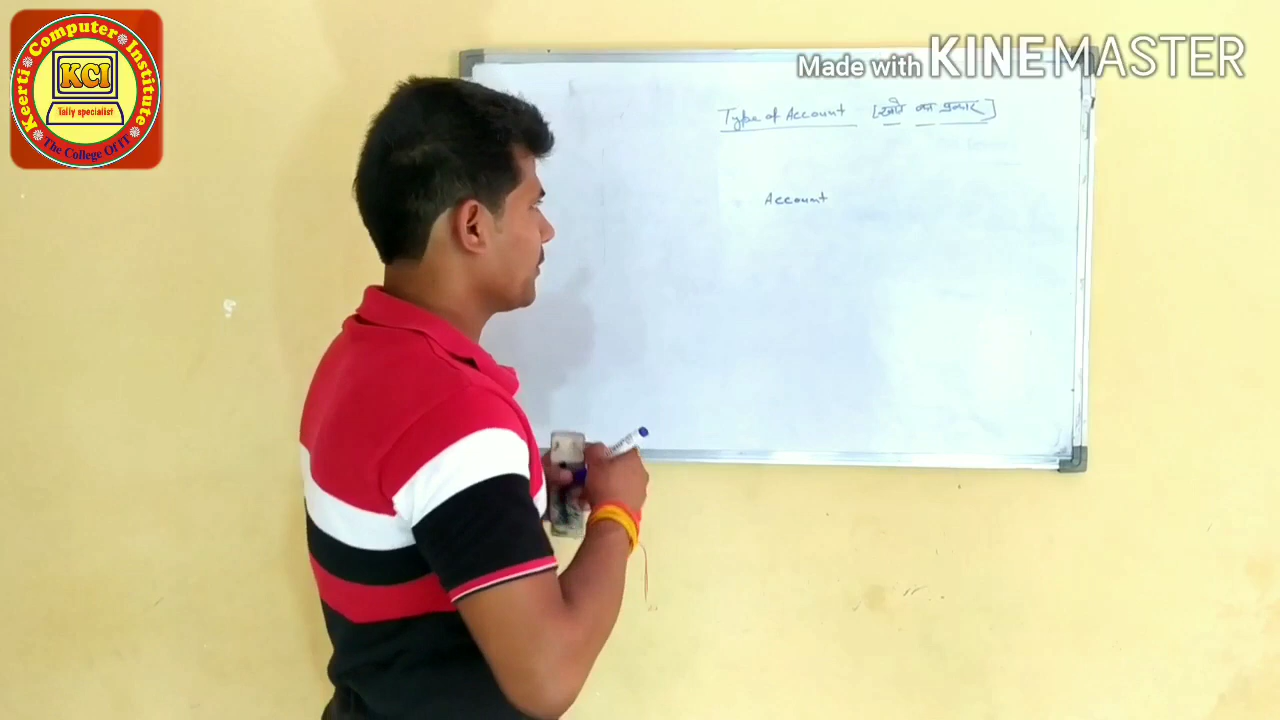 Keerti Computer Institute
KCI
Tally specialist
The College Of IT
Made with KINEMASTER
Type of Account [खाते का प्रकार]
Account